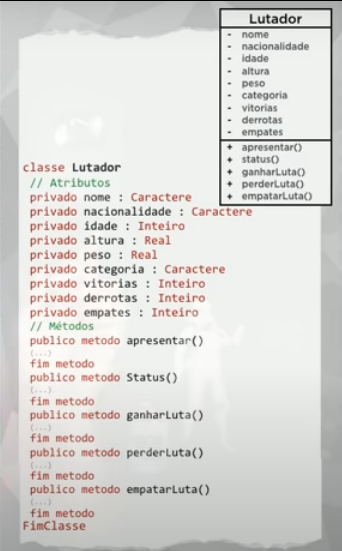 Lutador
- nome
- nacionalidade
- idade
- altura
- peso
- categoria
- vitorias
- derrotas
- empates
+ apresentar()
+ status()
+ ganharLuta()
+ perderLuta()
+ empatarLuta()
classe Lutador
// Atributos
privado nome : Caractere
privado nacionalidade : Caractere
privado idade : Inteiro
privado altura : Real
privado peso : Real
privado categoria : Caractere
privado vitorias : Inteiro
privado derrotas : Inteiro
privado empates : Inteiro
// Métodos
publico metodo apresentar()
(...)
fim metodo
publico metodo Status()
(...)
fim metodo
publico metodo ganharLuta()
(...)
fim metodo
publico metodo perderLuta()
(...)
fim metodo
publico metodo empatarLuta()
(...)
fim metodo
FimClasse